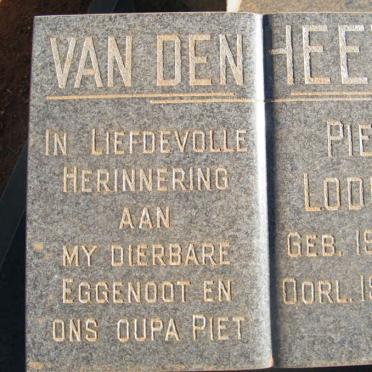 VAN DEN HEE
IN LIEFDEVOLLE
HERINNERING
AAN
MY DIERBARE
EGGENOOT EN
ONS OUPA PIET
PIE
LOD
GEB. 19
OORL. 19